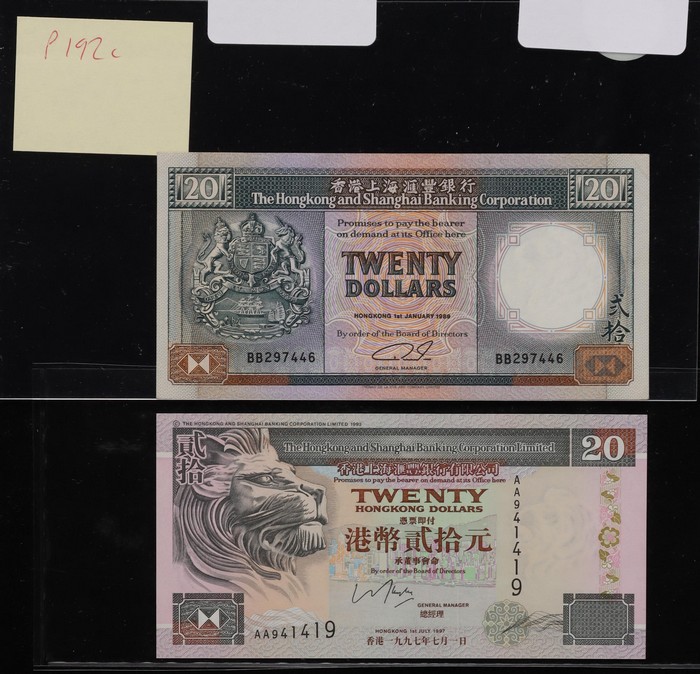 P192c
20
香港上海滙豐銀行
20
The Hongkong and Shanghai Banking Corporation
Promises to pay the bearer
on demand at its Office here
TWENTY
DOLLARS
HONGKONG 1st JANUARY 1989
By order of the Board of Directors
GENERAL MANAGER
BB297446
BB297446
弍拾
© THE HONGKONG AND SHANGHAI BANKING CORPORATION LIMITED 1993
貳拾
The Hongkong and Shanghai Banking Corporation Limited
20
香港上海滙豐銀行有限公司
Promises to pay the bearer on demand at its Office here
TWENTY
HONGKONG DOLLARS
憑票即付
港幣貳拾元
承董事會命
By order of the Board of Directors
GENERAL MANAGER
總經理
AA941419
AA941419
HONGKONG 1st JULY 1997
香港一九九七年七月一日